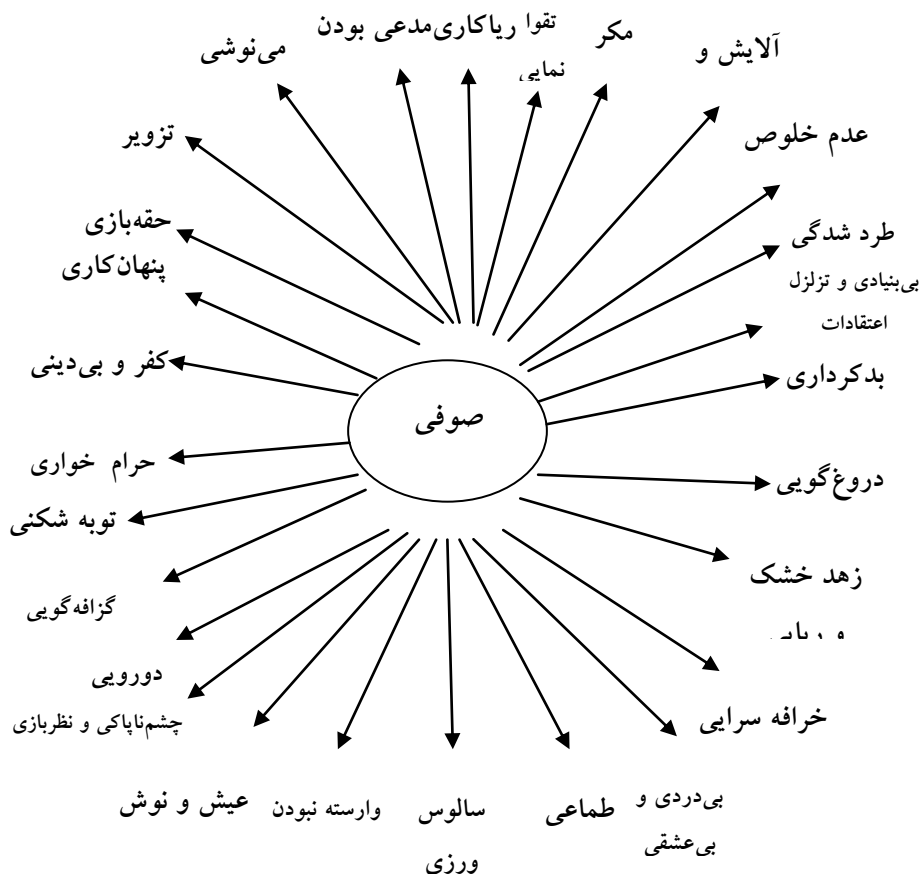 آلایش و
مکر
تقوا
نمایی
ریاکاری
مدعی بودن
می‌نوشی
عدم خلوص
تزویر
طرد شدگی
حقه‌بازی
بی‌بنیادی و تزلزل
اعتقادات
پنهان‌کاری
بدکرداری
کفر و بی‌دینی
صوفی
دروغ‌گویی
حرام خواری
توبه شکنی
زهد خشک
گزافه‌گویی
خرافه سرایی
دورویی
چشم‌ناپاکی و نظربازی
بی‌دردی و
بی‌عشقی
طماعی
سالوس
ورزی
وارسته نبودن
عیش و نوش